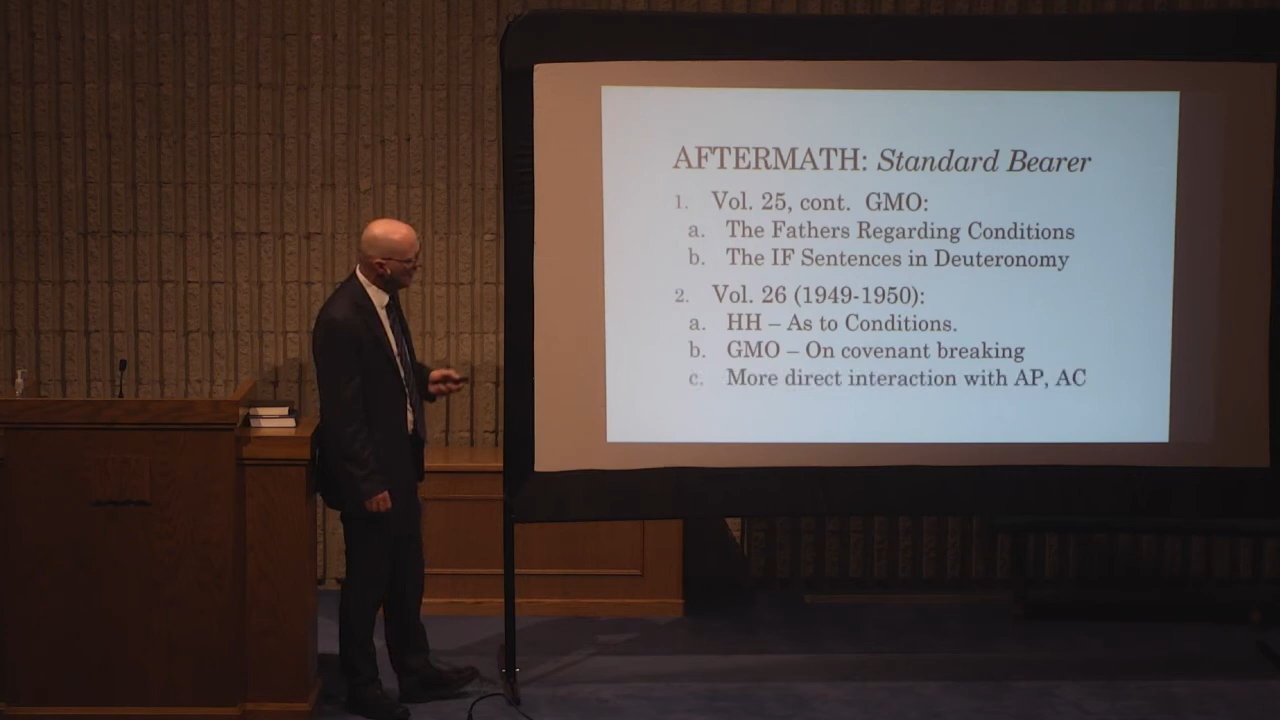 AFTERMATH: Standard Bearer
1. Vol. 25, cont. GMO:
a. The Fathers Regarding Conditions
b. The IF Sentences in Deuteronomy
2. Vol. 26 (1949-1950):
a. HH – As to Conditions.
b. GMO – On covenant breaking
c. More direct interaction with AP, AC